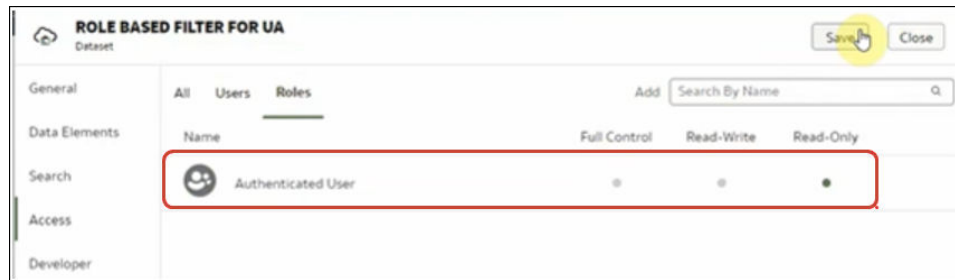 ROLE BASED FILTER FOR UA
Dataset
Save
Close
General
Data Elements
Search
Access
Developer
All Users Roles
Add Search By Name
Name Full Control Read-Write Read-Only
Authenticated User